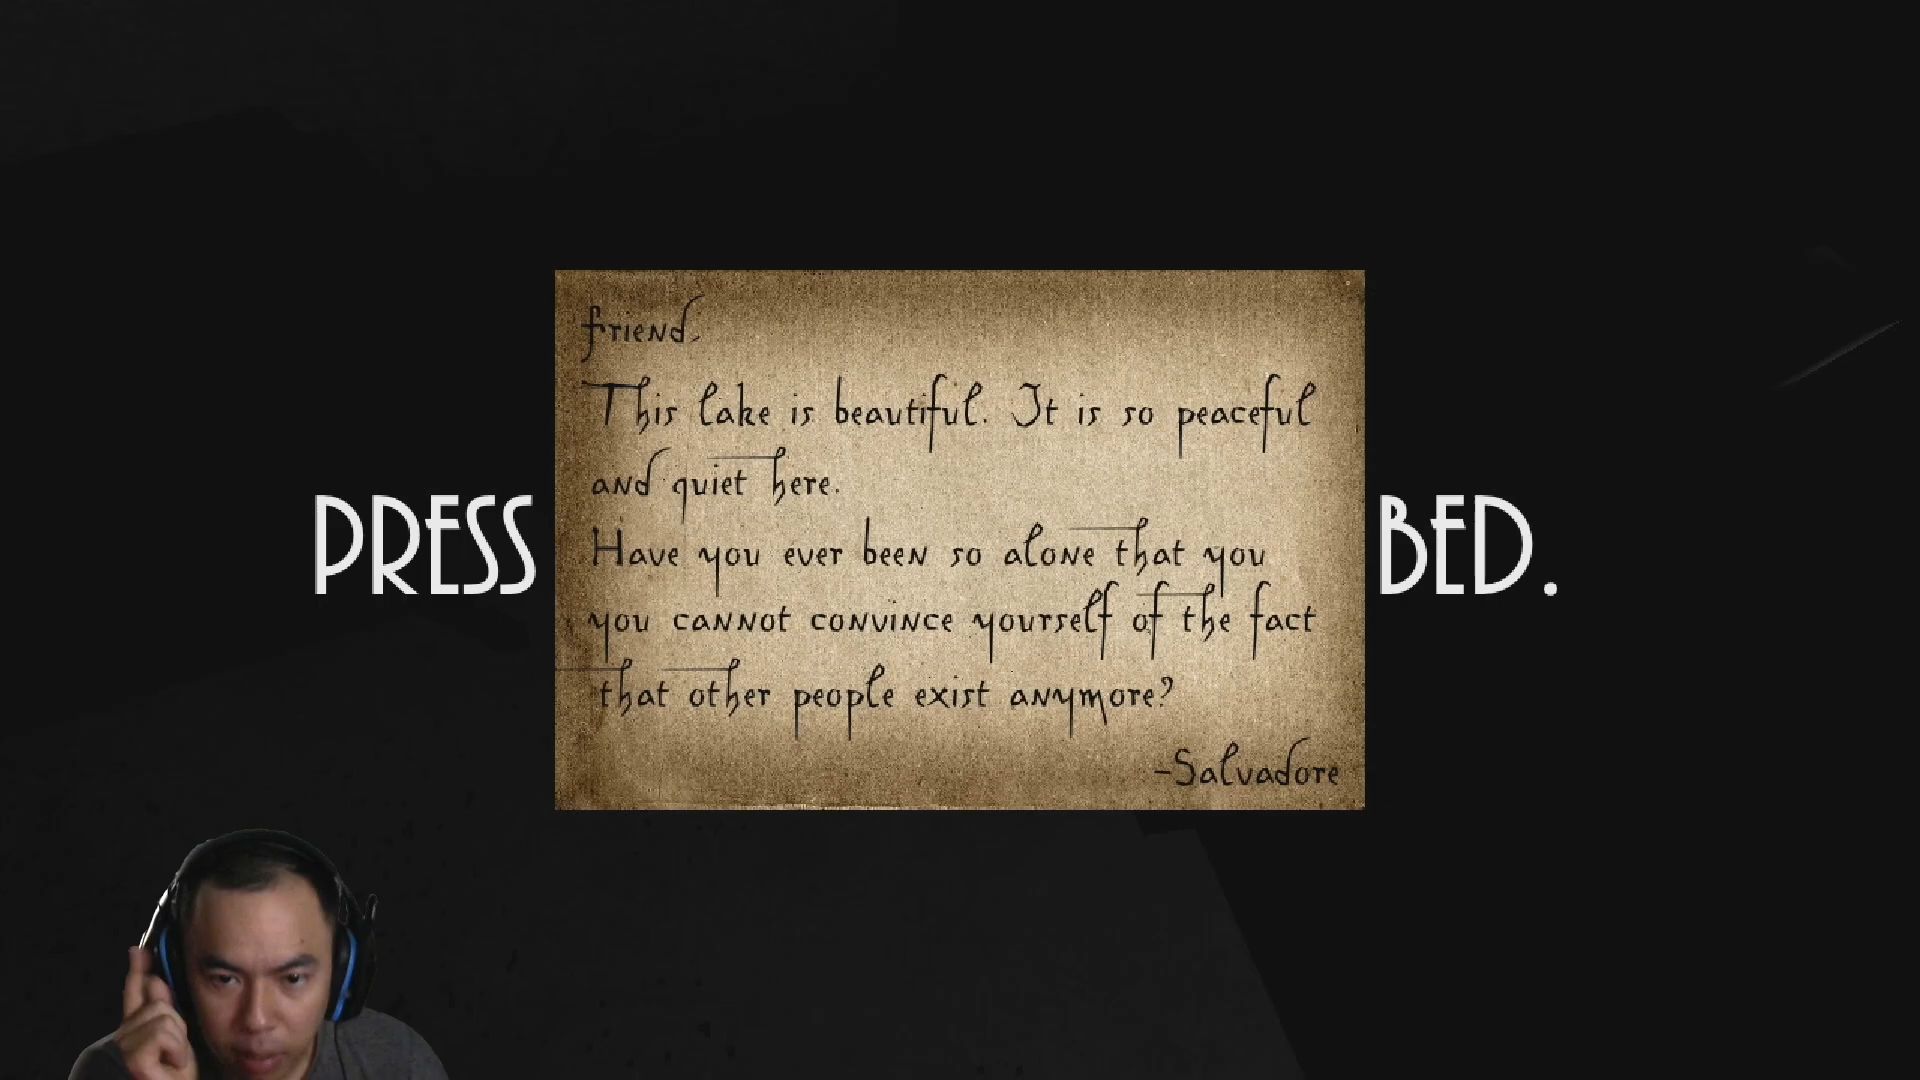 friend,
This lake is beautiful. It is so peaceful
and quiet here.
Have you ever been so alone that you
you cannot convince yourself of the fact
that other people exist anymore?
-Salvadore
PRESS
BED.